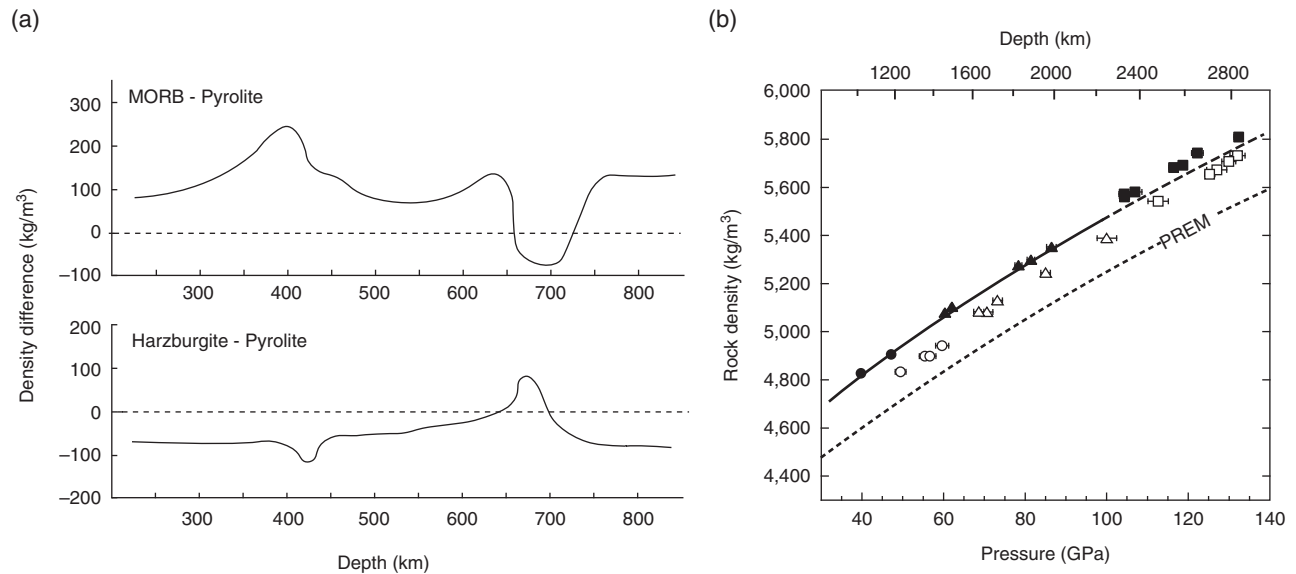 (a)
MORB - Pyrolite
300
200
100
0
–100
300 400 500 600 700 800
Harzburgite - Pyrolite
200
100
0
–100
–200
300 400 500 600 700 800
Density difference (kg/m³)
Depth (km)
(b)
Depth (km)
1200 1600 2000 2400 2800
6,000
5,800
5,600
5,400
5,200
5,000
4,800
4,600
4,400
PREM
40 60 80 100 120 140
Rock density (kg/m³)
Pressure (GPa)